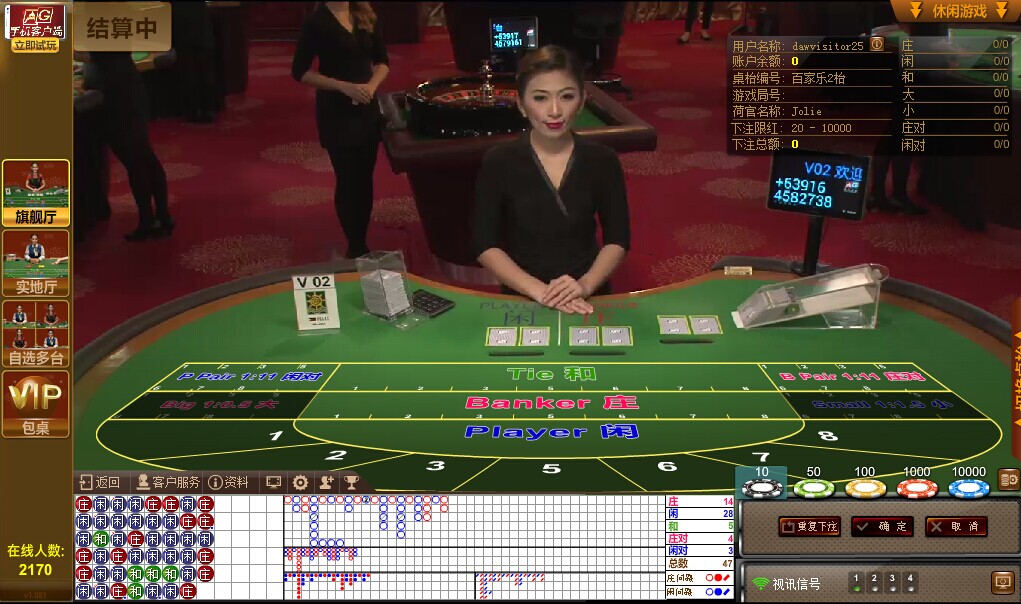 AG
手机客户端
立即试玩
结算中
休闲游戏
+63917
4879161
用户名称: dawvisitor25
账户余额: 0
桌枱编号: 百家乐2枱
游戏局号:
荷官名称: Jolie
下注限红: 20 - 10000
下注总额: 0
庄 0/0
闲 0/0
和 0/0
大 0/0
小 0/0
庄对 0/0
闲对 0/0
V02 欢迎
+63916
4582738
旗舰厅
实地厅
自选多台
VIP
包桌
V 02
PLAYER
闲 庄
P Pair 1:11 闲对
Tie 和
B Pair 1:11 庄对
Big 1:0.5 大
Banker 庄
Small 1:1.5 小
Player 闲
1 2 3 5 6 7 8
10 50 100 1000 10000
返回 客户服务 资料
重复下注 确定 取消
庄 14
闲 28
和 5
庄对 4
闲对 3
总数 47
庄问路
闲问路
在线人数:
2170
视讯信号 1 2 3 4